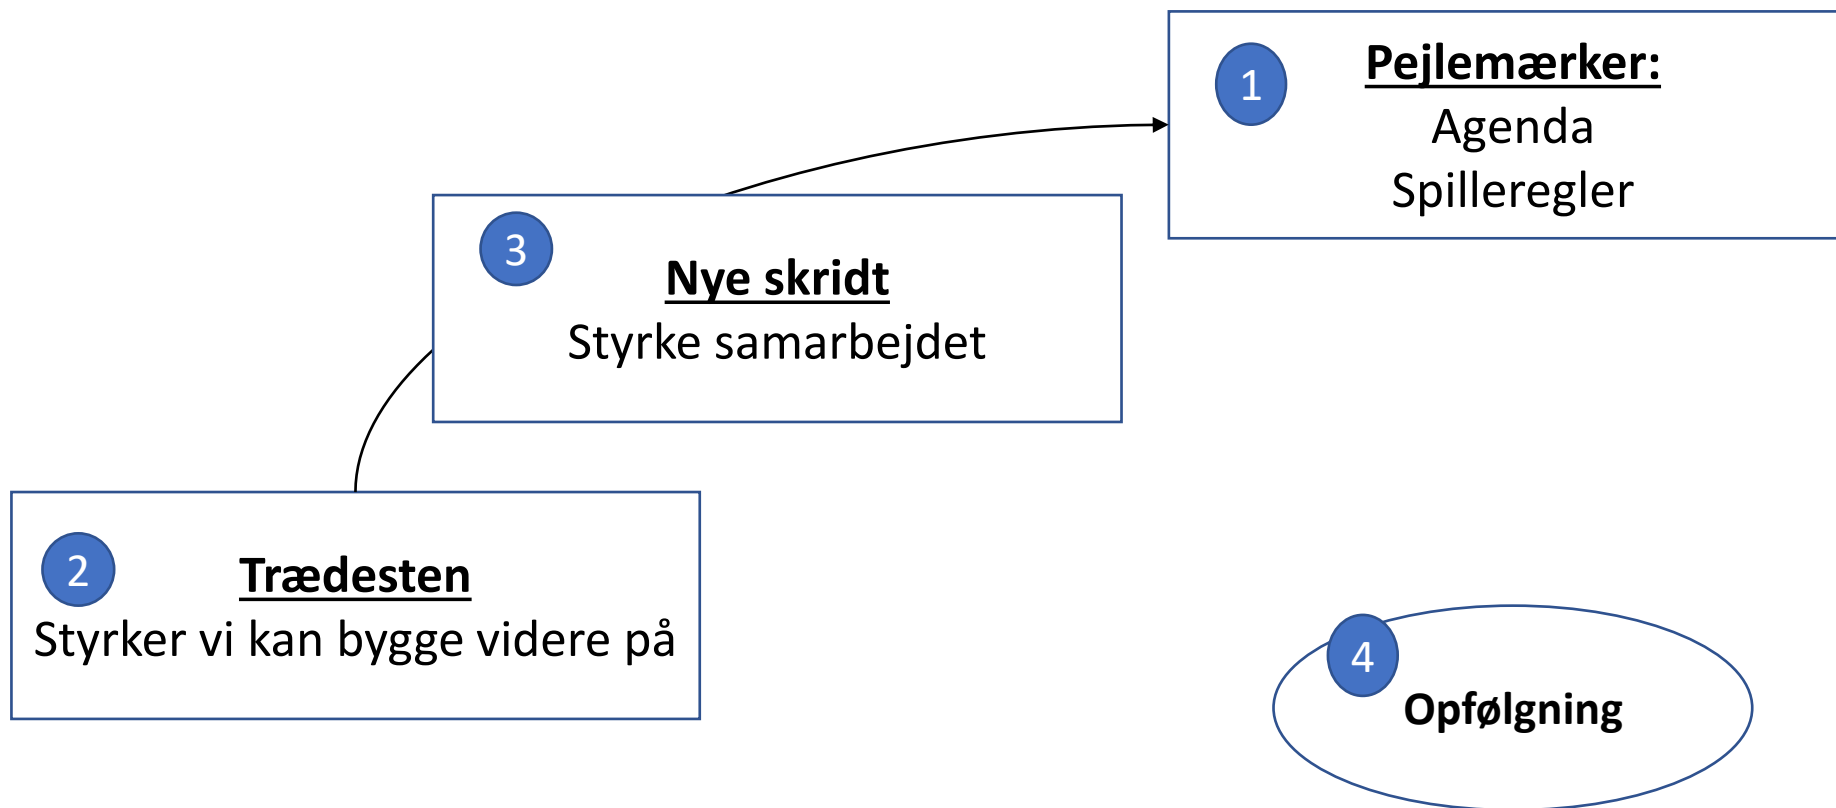 1
Pejlemærker:
Agenda
Spilleregler
3
Nye skridt
Styrke samarbejdet
2
Trædesten
Styrker vi kan bygge videre på
4
Opfølgning